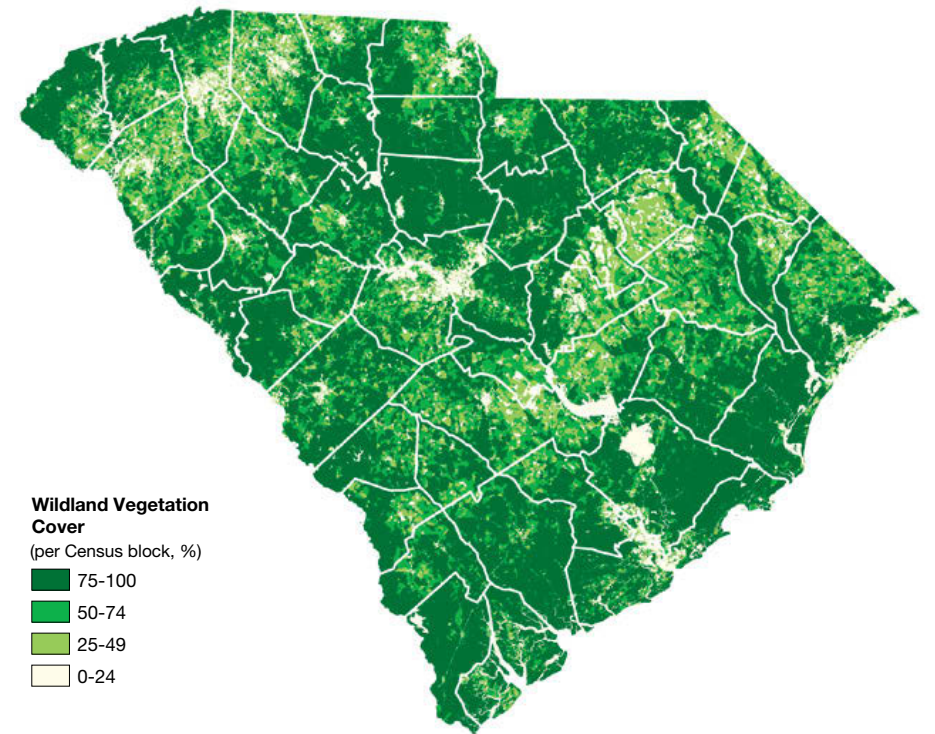 Wildland Vegetation
Cover
(per Census block, %)
75-100
50-74
25-49
0-24